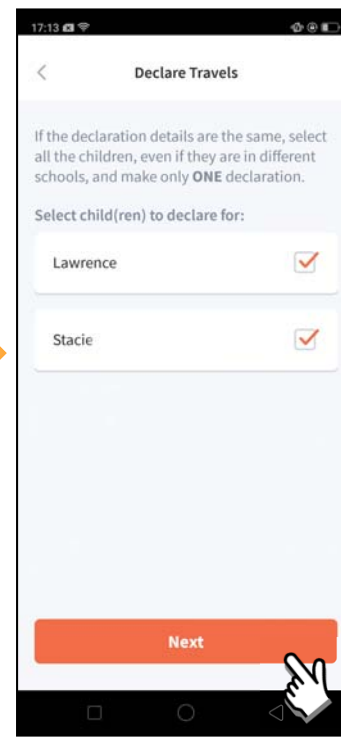 17:13
Declare Travels
If the declaration details are the same, select
all the children, even if they are in different
schools, and make only ONE declaration.
Select child(ren) to declare for:
Lawrence
Stacie
Next